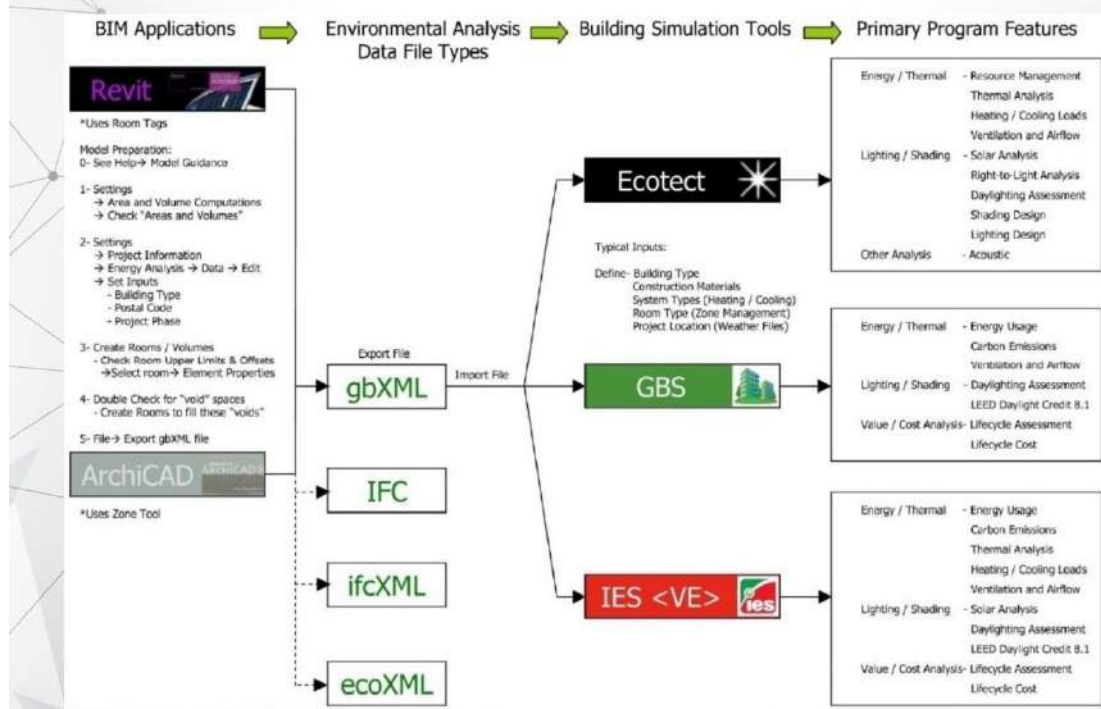 BIM Applications
Environmental Analysis
Data File Types
Building Simulation Tools
Primary Program Features
Revit
*Uses Room Tags
Model Preparation:
0- See Help→ Model Guidance
1- Settings
→ Area and Volume Computations
→ Check "Areas and Volumes"
2- Settings
→ Project Information
→ Energy Analysis → Data → Edit
→ Set Inputs
- Building Type
- Postal Code
- Project Phase
3- Create Rooms / Volumes
- Check Room Upper Limits & Offsets
→Select room→ Element Properties
4- Double Check for "void" spaces
- Create Rooms to fill these "voids"
5- File→ Export gbXML file
ArchiCAD
*Uses Zone Tool
Export File
gbXML
Import File
IFC
ifcXML
ecoXML
Ecotect
Typical Inputs:
Define- Building Type
Construction Materials
System Types (Heating / Cooling)
Room Type (Zone Management)
Project Location (Weather Files)
GBS
IES <VE>
ies
Energy / Thermal - Resource Management
Thermal Analysis
Heating / Cooling Loads
Ventilation and Airflow
Lighting / Shading - Solar Analysis
Right-to-Light Analysis
Daylighting Assessment
Shading Design
Lighting Design
Other Analysis - Acoustic
Energy / Thermal - Energy Usage
Carbon Emissions
Ventilation and Airflow
Lighting / Shading - Daylighting Assessment
LEED Daylight Credit 8.1
Value / Cost Analysis- Lifecycle Assessment
Lifecycle Cost
Energy / Thermal - Energy Usage
Carbon Emissions
Thermal Analysis
Heating / Cooling Loads
Ventilation and Airflow
Lighting / Shading - Solar Analysis
Daylighting Assessment
LEED Daylight Credit 8.1
Value / Cost Analysis- Lifecycle Assessment
Lifecycle Cost